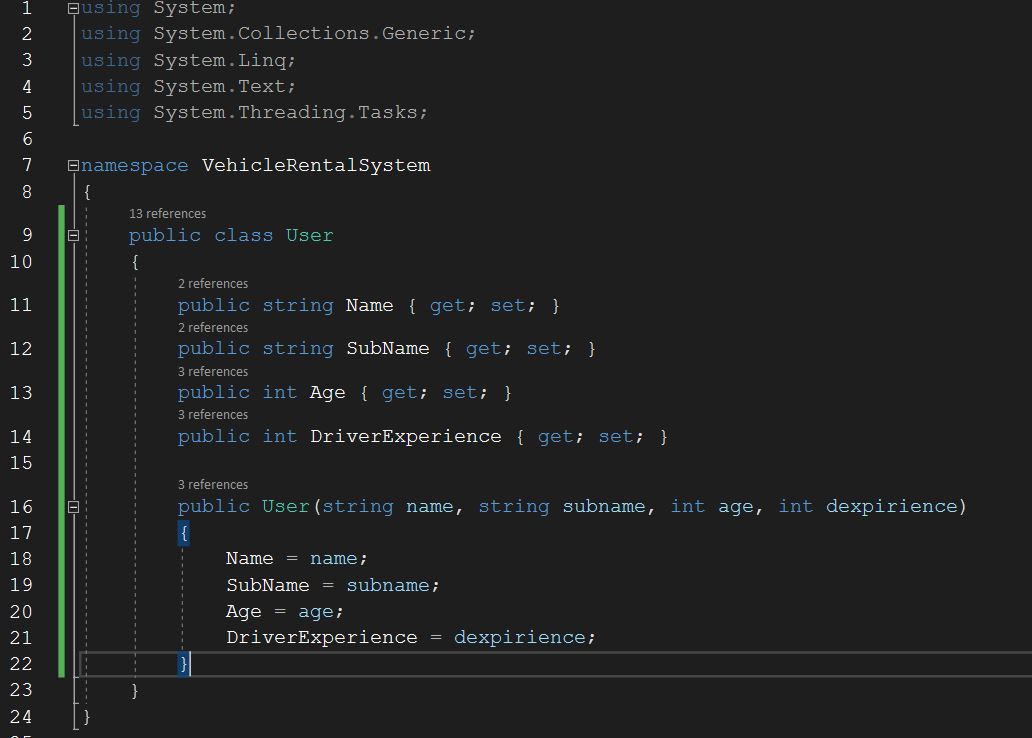 1 using System;
2 using System.Collections.Generic;
3 using System.Linq;
4 using System.Text;
5 using System.Threading.Tasks;
6
7 namespace VehicleRentalSystem
8 {
13 references
9 public class User
10 {
2 references
11 public string Name { get; set; }
2 references
12 public string SubName { get; set; }
3 references
13 public int Age { get; set; }
3 references
14 public int DriverExperience { get; set; }
15
3 references
16 public User(string name, string subname, int age, int dexpirience)
17 {
18 Name = name;
19 SubName = subname;
20 Age = age;
21 DriverExperience = dexpirience;
22 }
23 }
24 }